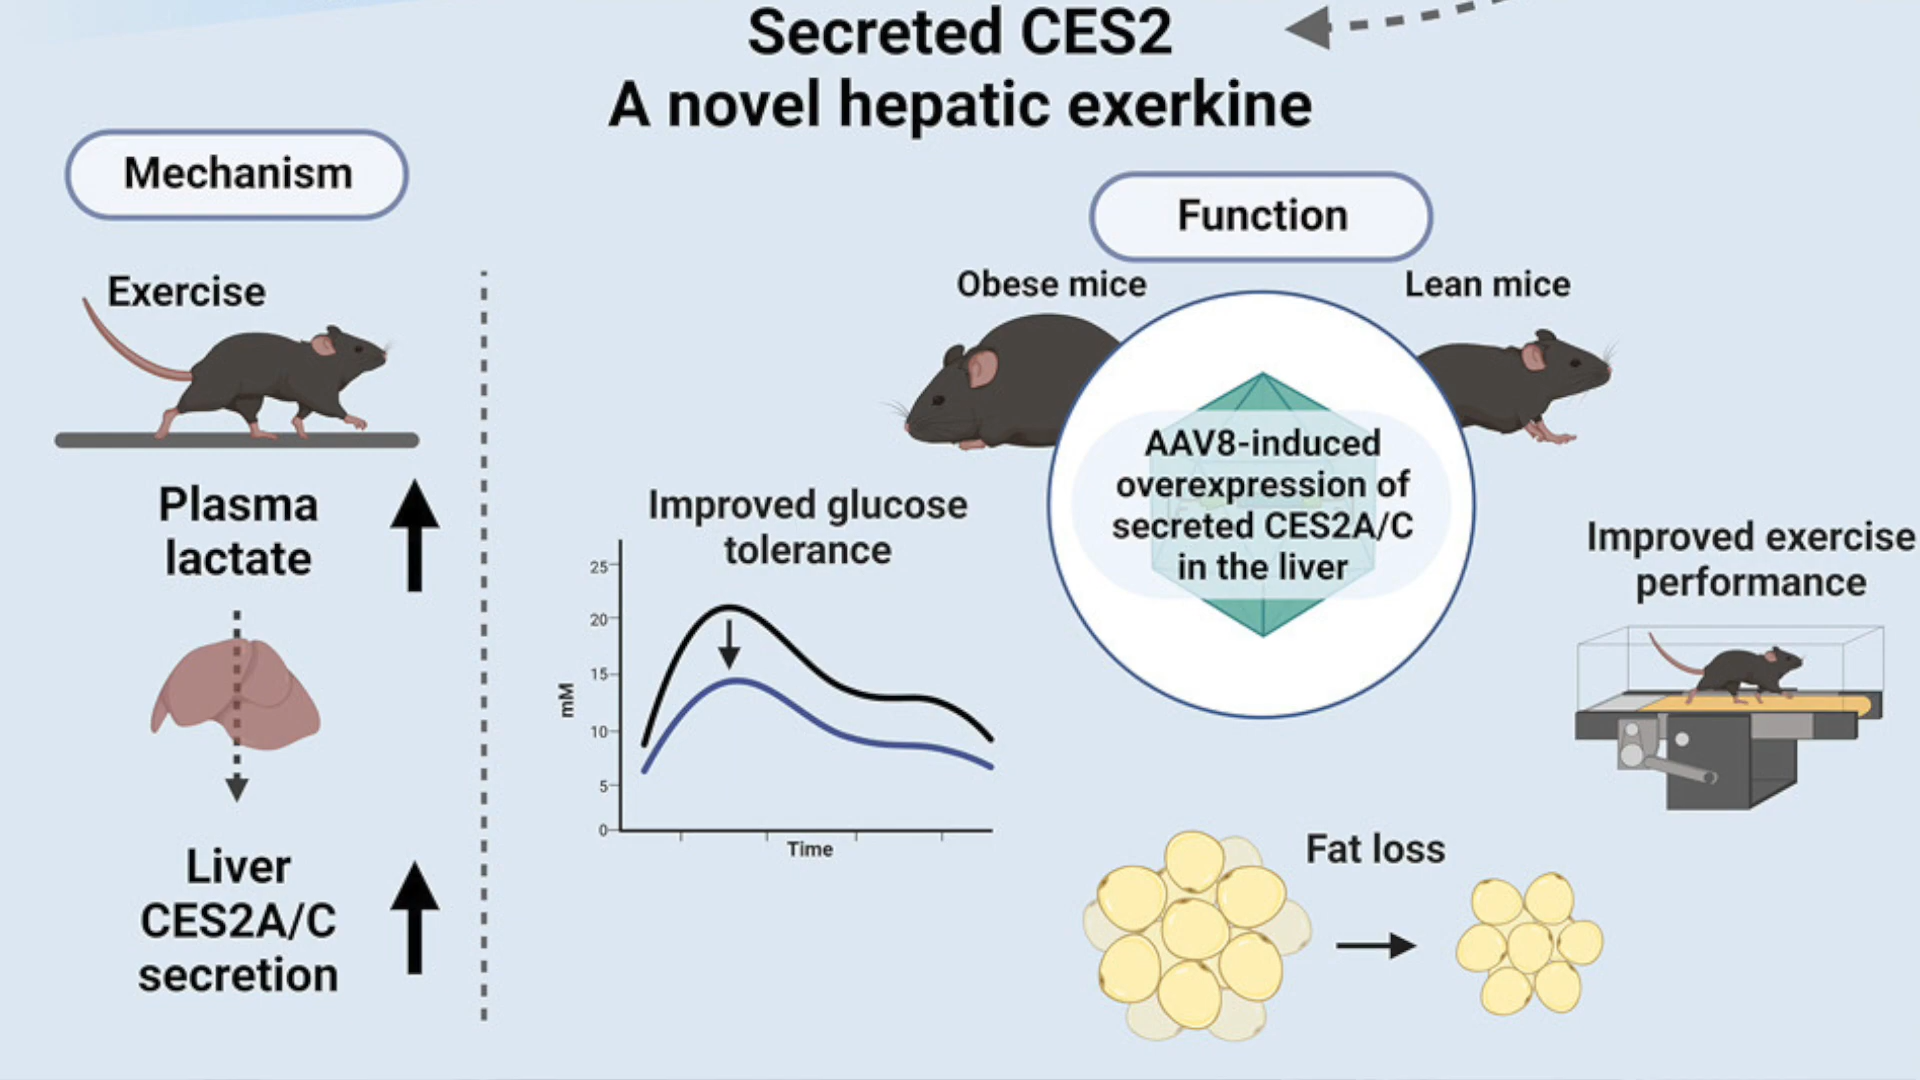 Secreted CES2
A novel hepatic exerkine
Mechanism
Exercise
Plasma
lactate
Liver
CES2A/C
secretion
Function
Obese mice
Lean mice
AAV8-induced
overexpression of
secreted CES2A/C
in the liver
Improved glucose
tolerance
25
20
15
10
5
0
mM
Time
Improved exercise
performance
Fat loss